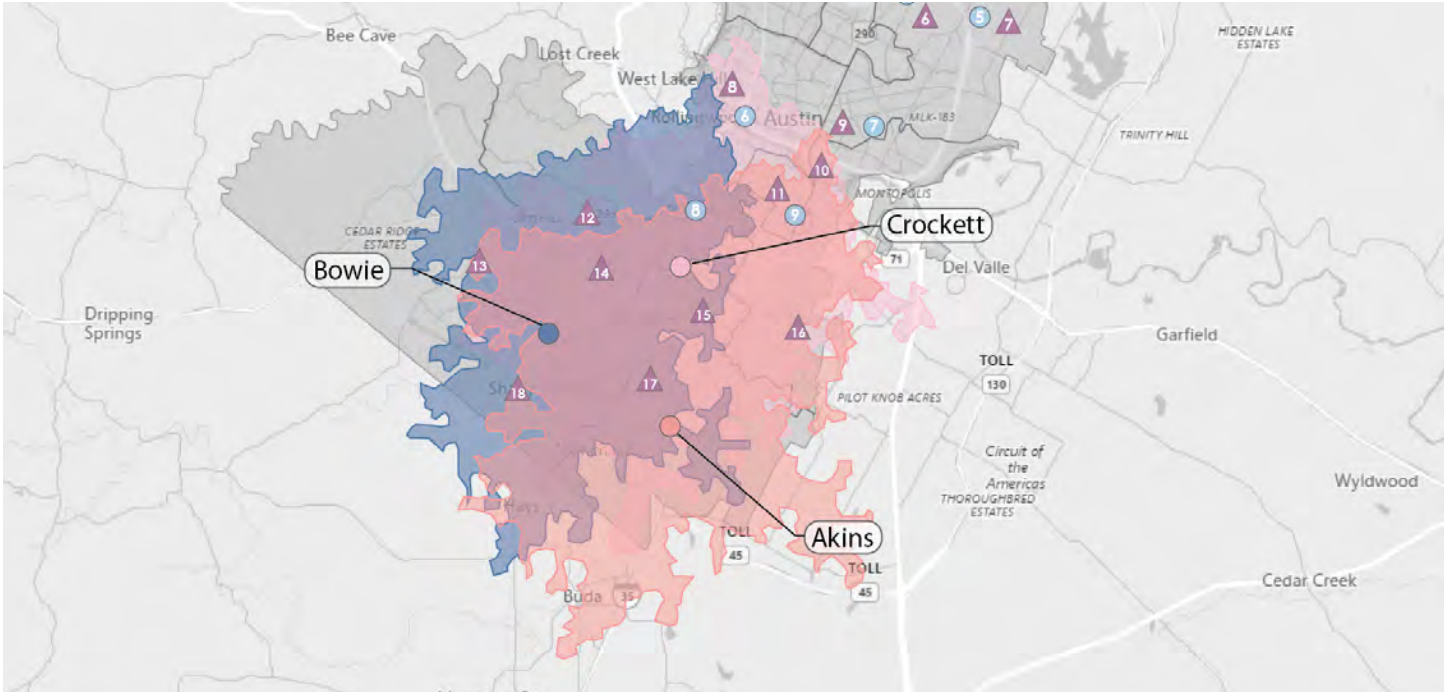 Bee Cave
Lost Creek
290
6
5
7
HIDDEN LAKE
ESTATES
West Lake
8
Rollingwood
6
Austin
9
7
MLK-183
TRINITY HILL
10
11
MONTOPOLIS
12
8
9
CEDAR RIDGE
ESTATES
Crockett
Bowie
13
14
71
Del Valle
Dripping
Springs
15
16
Garfield
TOLL
130
18
17
PILOT KNOB ACRES
Circuit of
the
Americas
THOROUGHBRED
ESTATES
Wyldwood
Hays
Akins
TOLL
45
TOLL
45
Buda
35
Cedar Creek